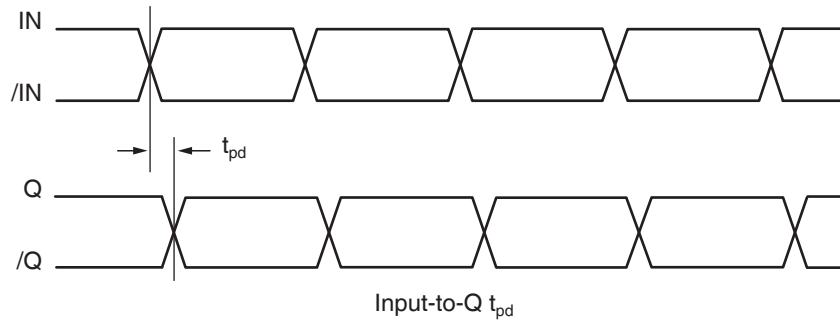 IN
/IN
tpd
Q
/Q
Input-to-Q tpd